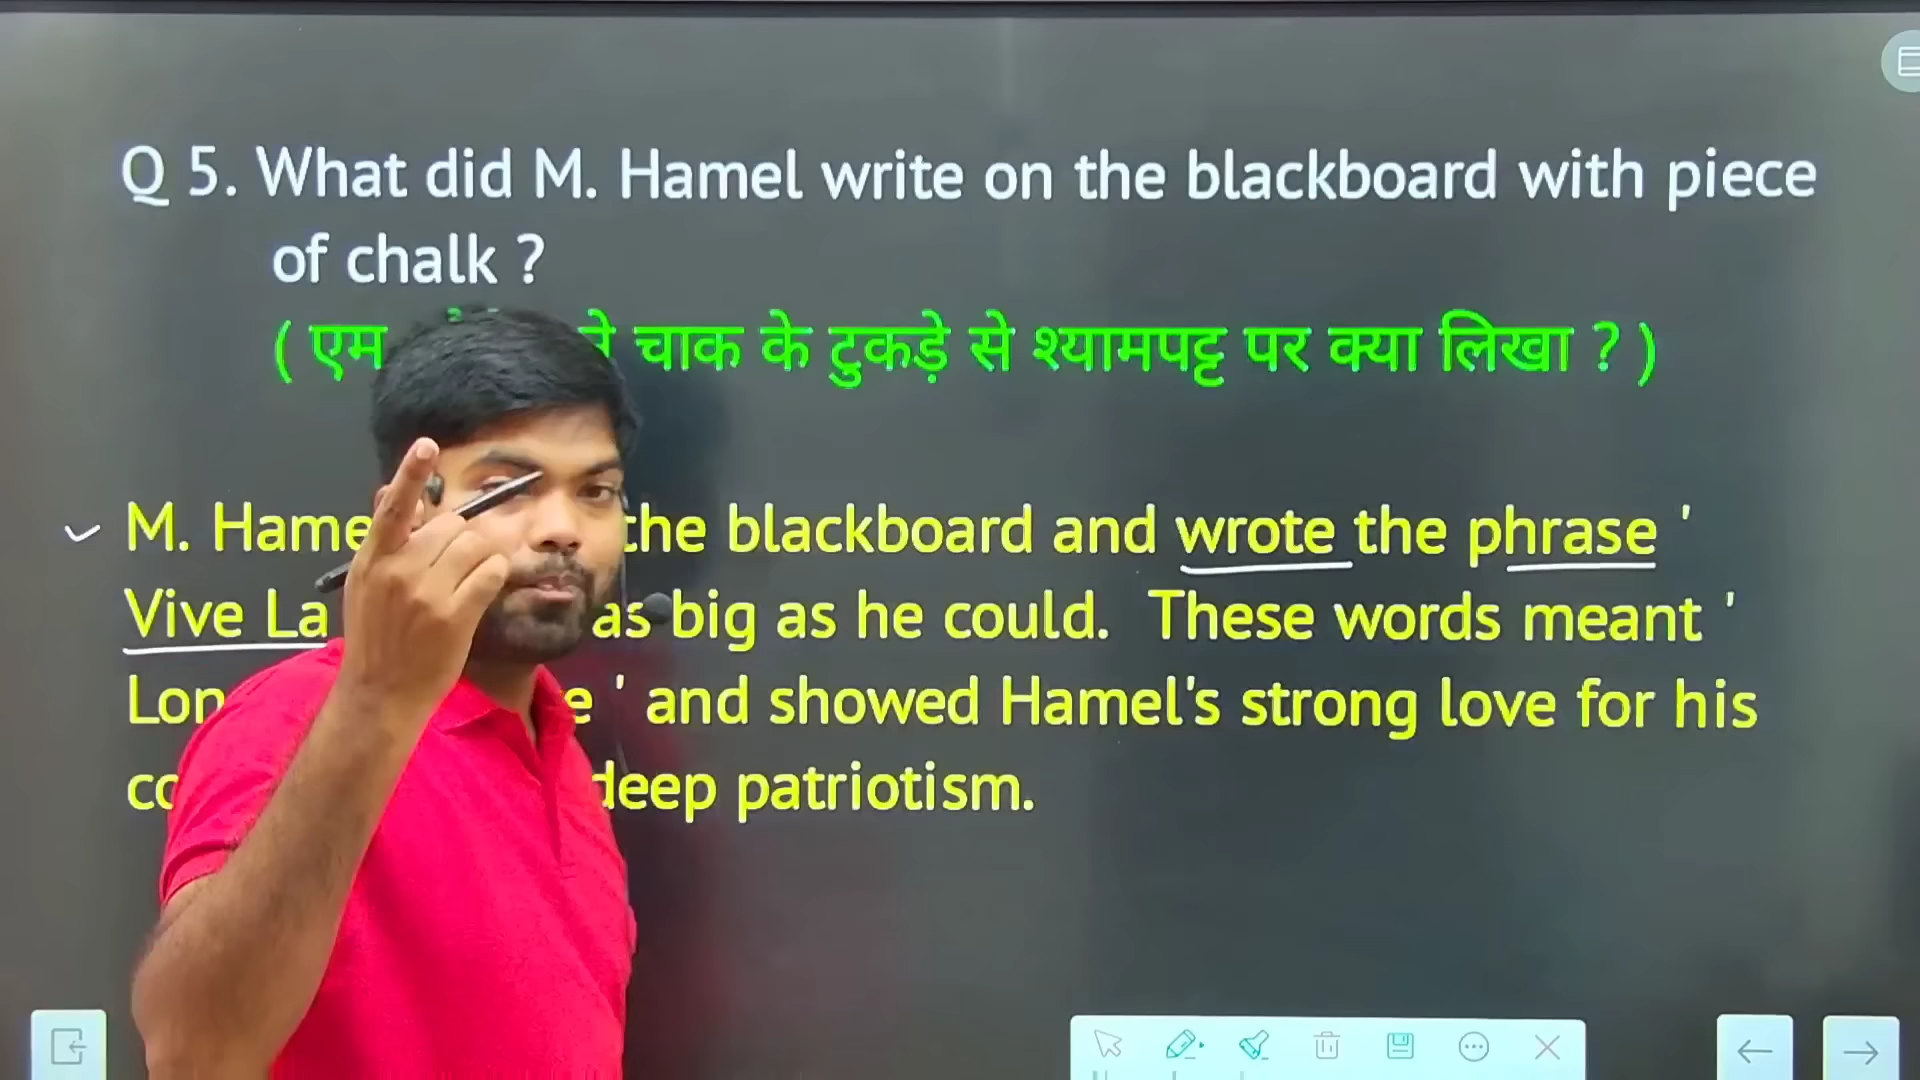 Q 5. What did M. Hamel write on the blackboard with piece
of chalk ?
( एम ने चाक के टुकड़े से श्यामपट्ट पर क्या लिखा ? )
M. Hame the blackboard and wrote the phrase '
Vive La as big as he could. These words meant '
Lon e ' and showed Hamel's strong love for his
co deep patriotism.